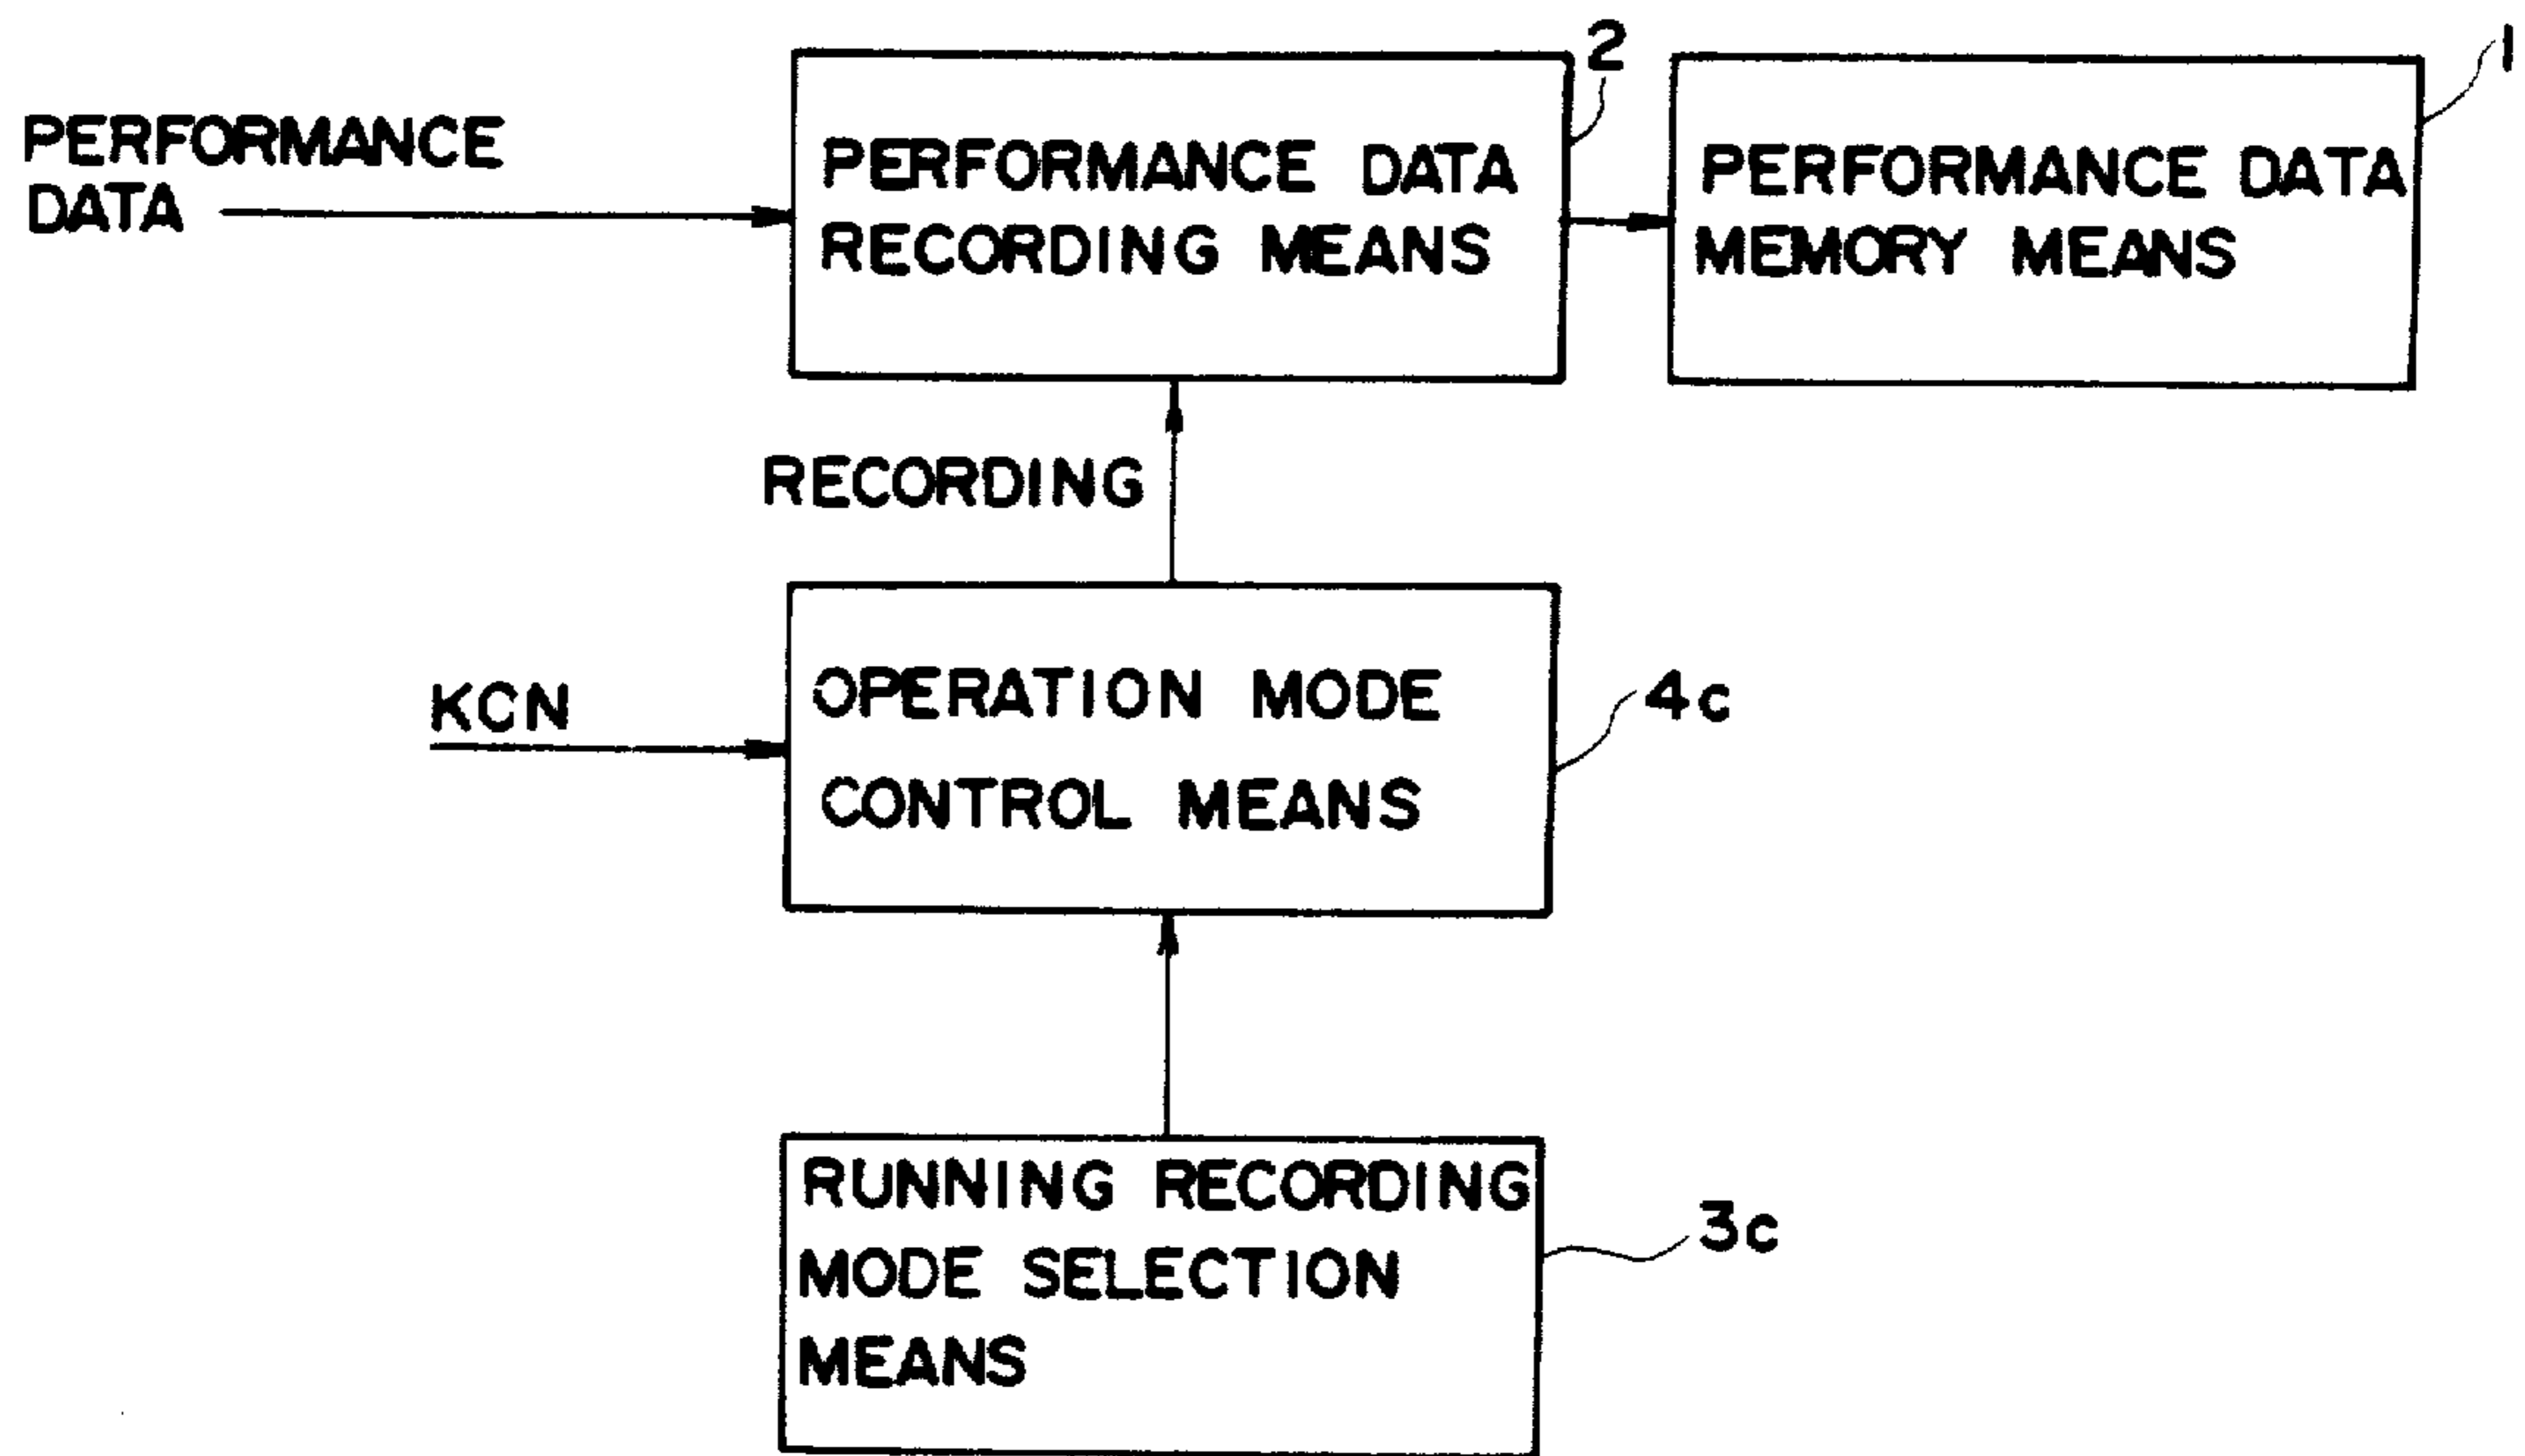 2
1
PERFORMANCE
DATA
PERFORMANCE DATA
RECORDING MEANS
PERFORMANCE DATA
MEMORY MEANS
RECORDING
KCN
OPERATION MODE
CONTROL MEANS
4c
RUNNING RECORDING
MODE SELECTION
MEANS
3c